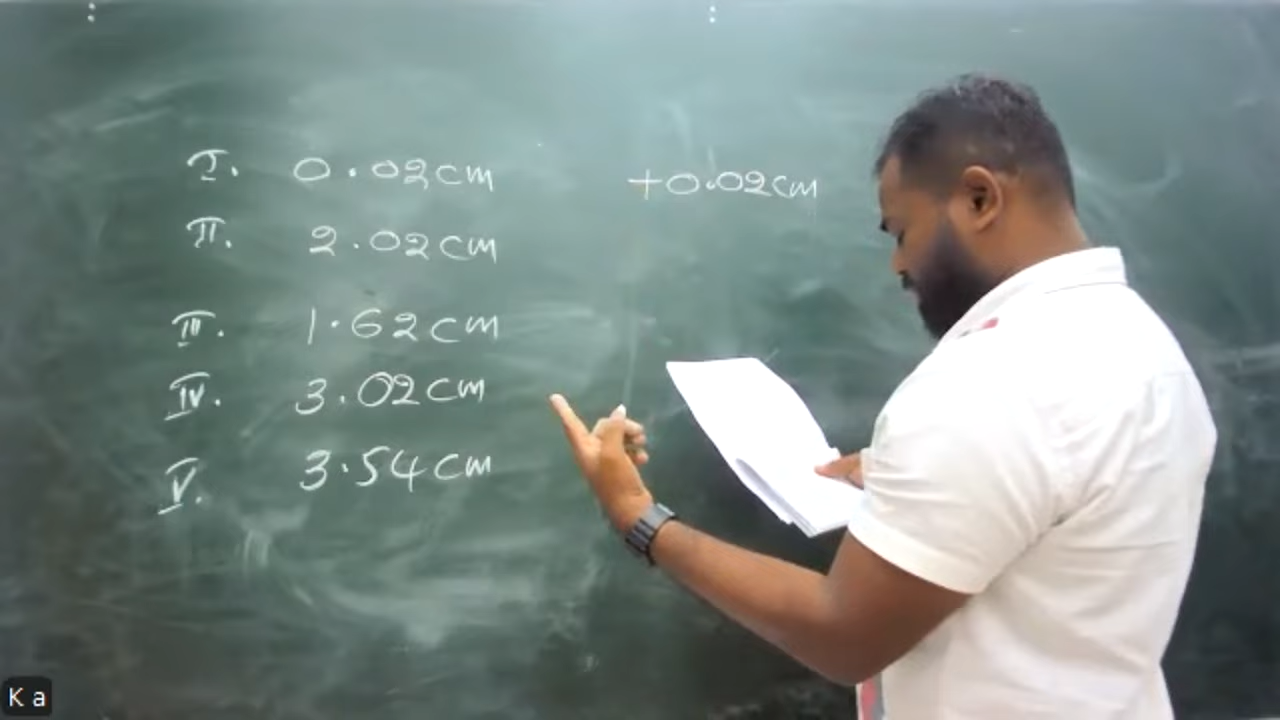 I. 0.02cm +0.02cm
II. 2.02cm
III. 1.62cm
IV. 3.02cm
V. 3.54cm
K a